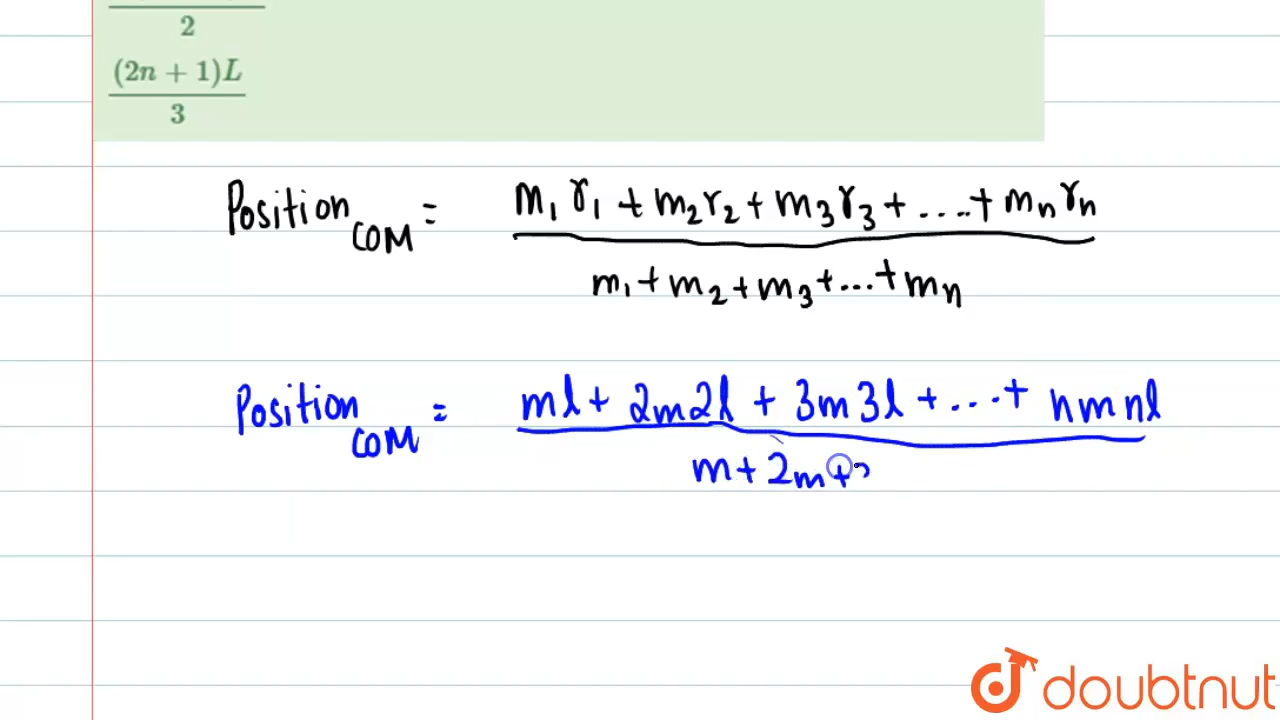 2
(2n + 1)L
3
Position COM = m₁r₁ + m₂r₂ + m₃r₃ + .... + mₙrₙ
m₁ + m₂ + m₃ + ... + mₙ
Position COM = ml + 2m2l + 3m3l + ... + nmnl
m + 2m +
doubtnut